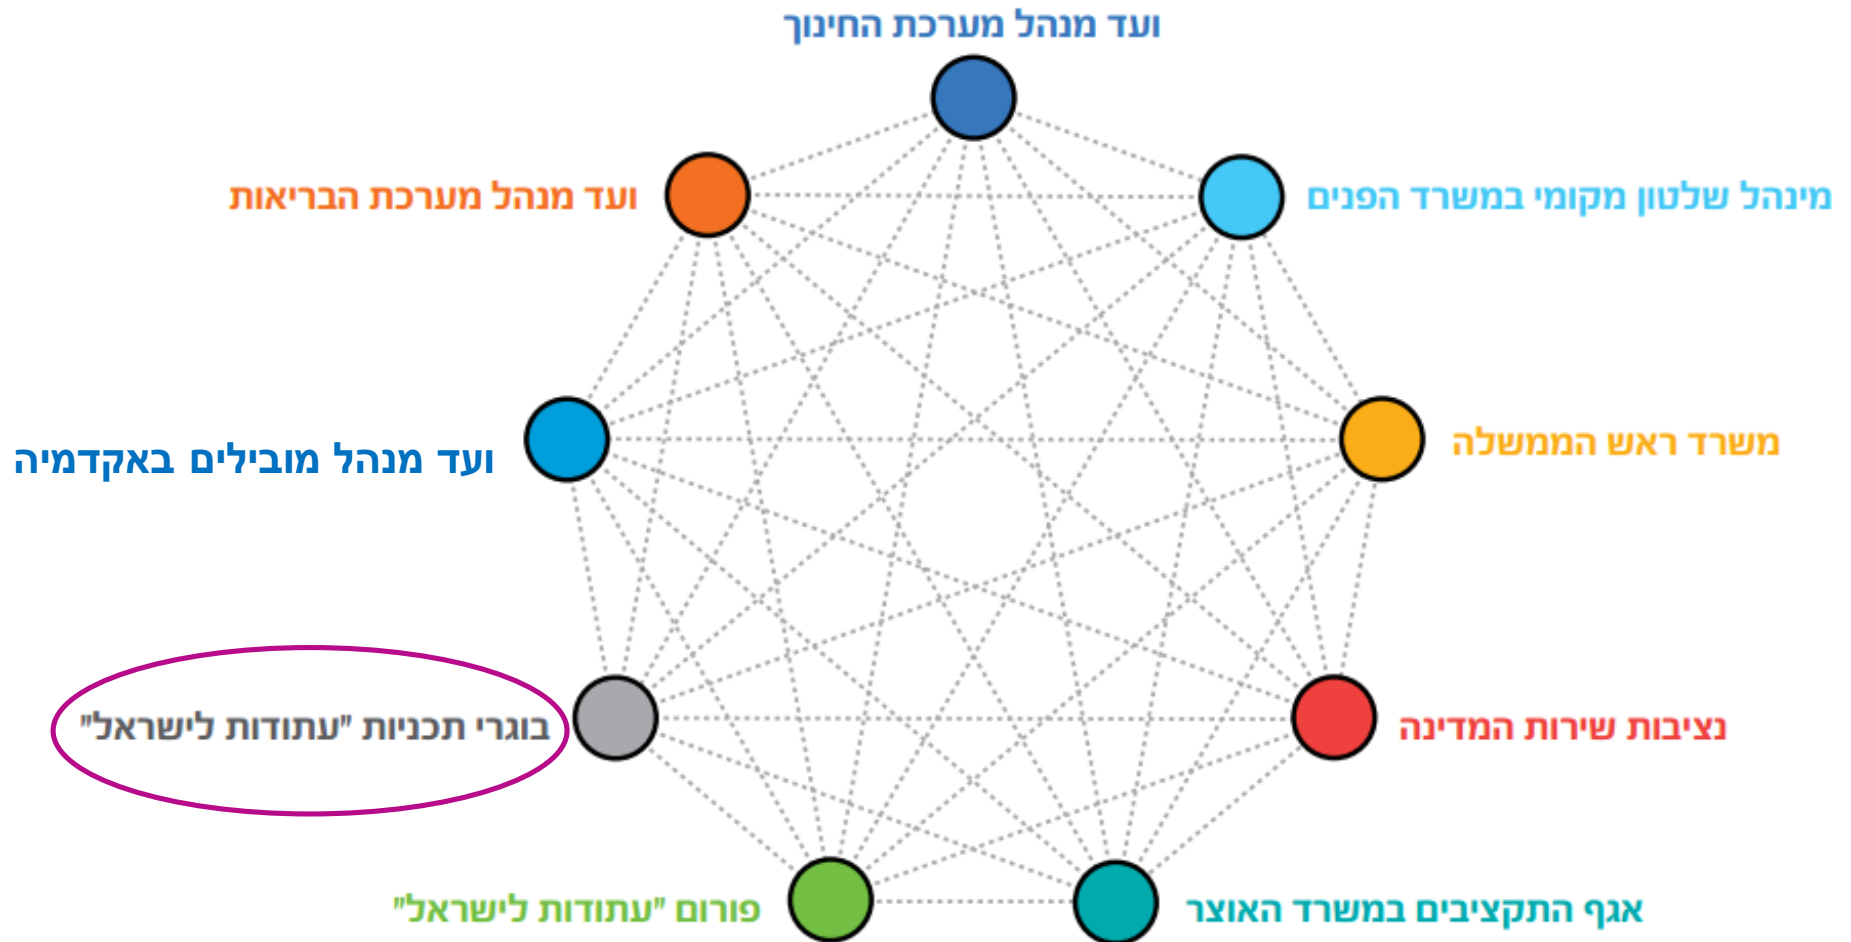 ועד מנהל מערכת החינוך
מינהל שלטון מקומי במשרד הפנים
ועד מנהל מערכת הבריאות
משרד ראש הממשלה
ועד מנהל מובילים באקדמיה
נציבות שירות המדינה
בוגרי תכניות "עתודות לישראל"
אגף התקציבים במשרד האוצר
פורום "עתודות לישראל"